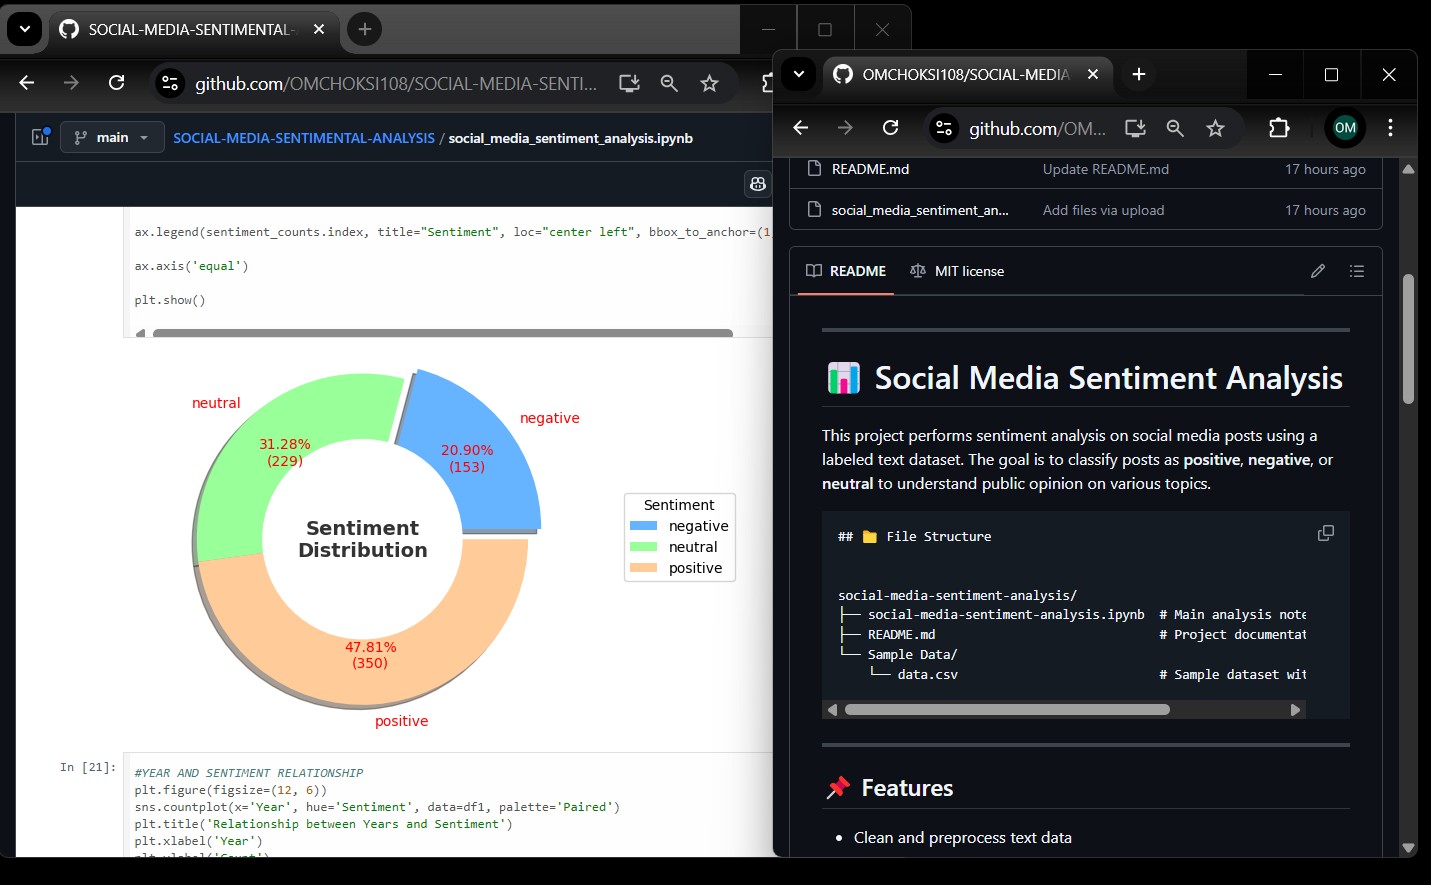 SOCIAL-MEDIA-SENTIMENTAL-
github.com/OMCHOKSI108/SOCIAL-MEDIA-SENTI...
main
SOCIAL-MEDIA-SENTIMENTAL-ANALYSIS / social_media_sentiment_analysis.ipynb
ax.legend(sentiment_counts.index, title="Sentiment", loc="center left", bbox_to_anchor=(1
ax.axis('equal')
plt.show()
neutral
negative
31.28%
(229)
20.90%
(153)
Sentiment
Distribution
Sentiment
negative
neutral
positive
47.81%
(350)
positive
In [21]:
#YEAR AND SENTIMENT RELATIONSHIP
plt.figure(figsize=(12, 6))
sns.countplot(x='Year', hue='Sentiment', data=df1, palette='Paired')
plt.title('Relationship between Years and Sentiment')
plt.xlabel('Year')
OMCHOKSI108/SOCIAL-MEDIA
github.com/OM...
OM
README.md Update README.md 17 hours ago
social_media_sentiment_an... Add files via upload 17 hours ago
README MIT license
📊 Social Media Sentiment Analysis
This project performs sentiment analysis on social media posts using a
labeled text dataset. The goal is to classify posts as positive, negative, or
neutral to understand public opinion on various topics.
## 📁 File Structure
social-media-sentiment-analysis/
├── social-media-sentiment-analysis.ipynb # Main analysis note
├── README.md # Project documentat
└── Sample Data/
└── data.csv # Sample dataset wit
📌 Features
• Clean and preprocess text data